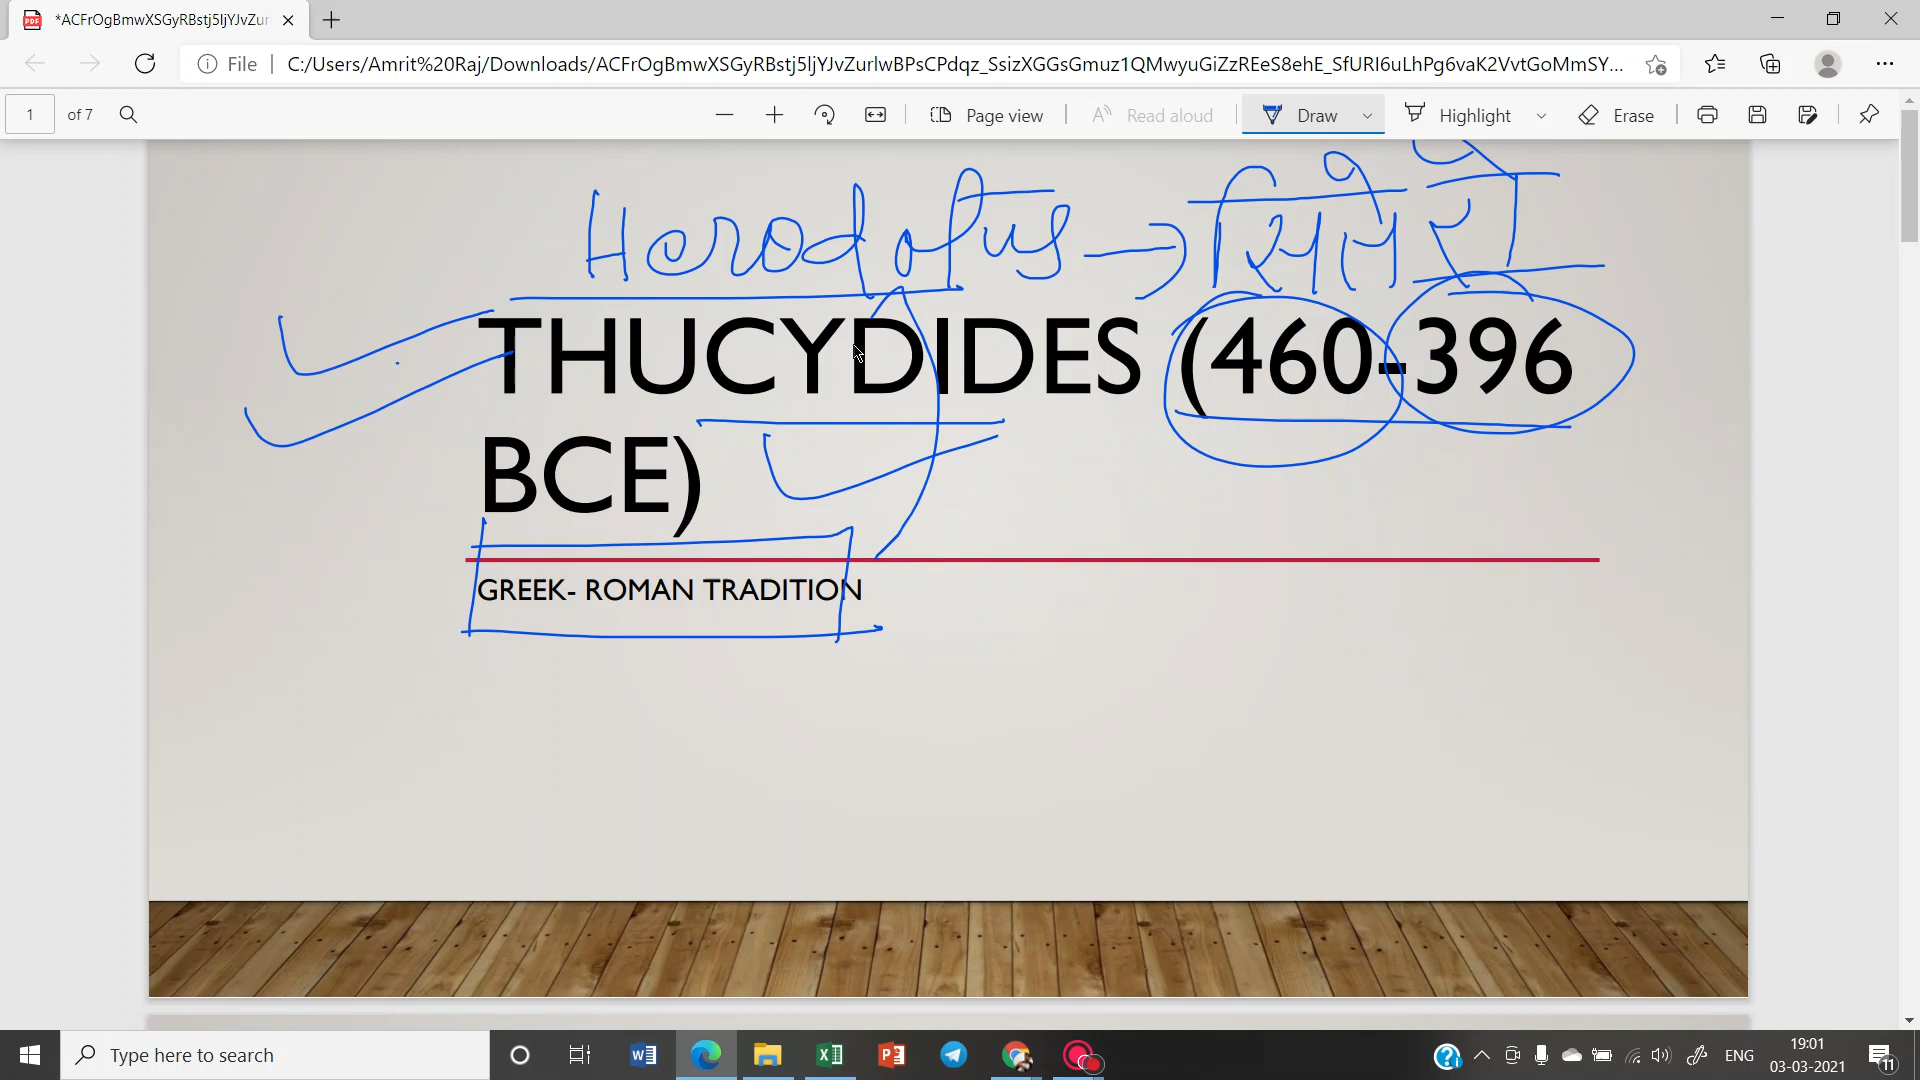 *ACFrOgBmwXSGyRBstj5ljYJvZur
File
C:/Users/Amrit%20Raj/Downloads/ACFrOgBmwXSGyRBstj5ljYJvZurlwBPsCPdqz_SsizXGGsGmuz1QMwyuGiZzREeS8ehE_SfURI6uLhPg6vaK2VvtGoMmSY...
1 of 7
Page view
Read aloud
Draw
Highlight
Erase
Herodotus →
THUCYDIDES (460-396
BCE)
GREEK- ROMAN TRADITION
Type here to search
ENG
19:01
03-03-2021
11